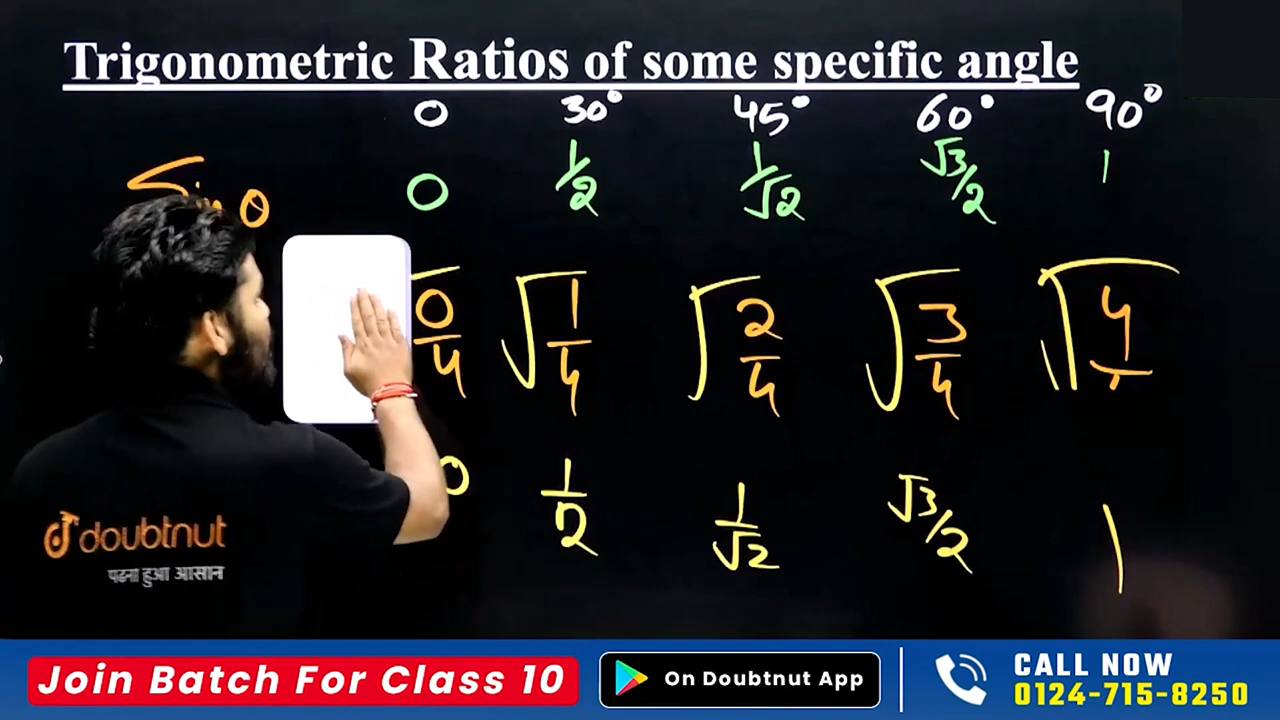 Trigonometric Ratios of some specific angle
0 30° 45° 60° 90°
Sin θ 0 1/2 1/√2 √3/2 1
√0/4 √1/4 √2/4 √3/4 √4/
0 1/2 1/√2 √3/2 1
doubtnut
पढना हुआ आसान
Join Batch For Class 10
On Doubtnut App
CALL NOW
0124-715-8250